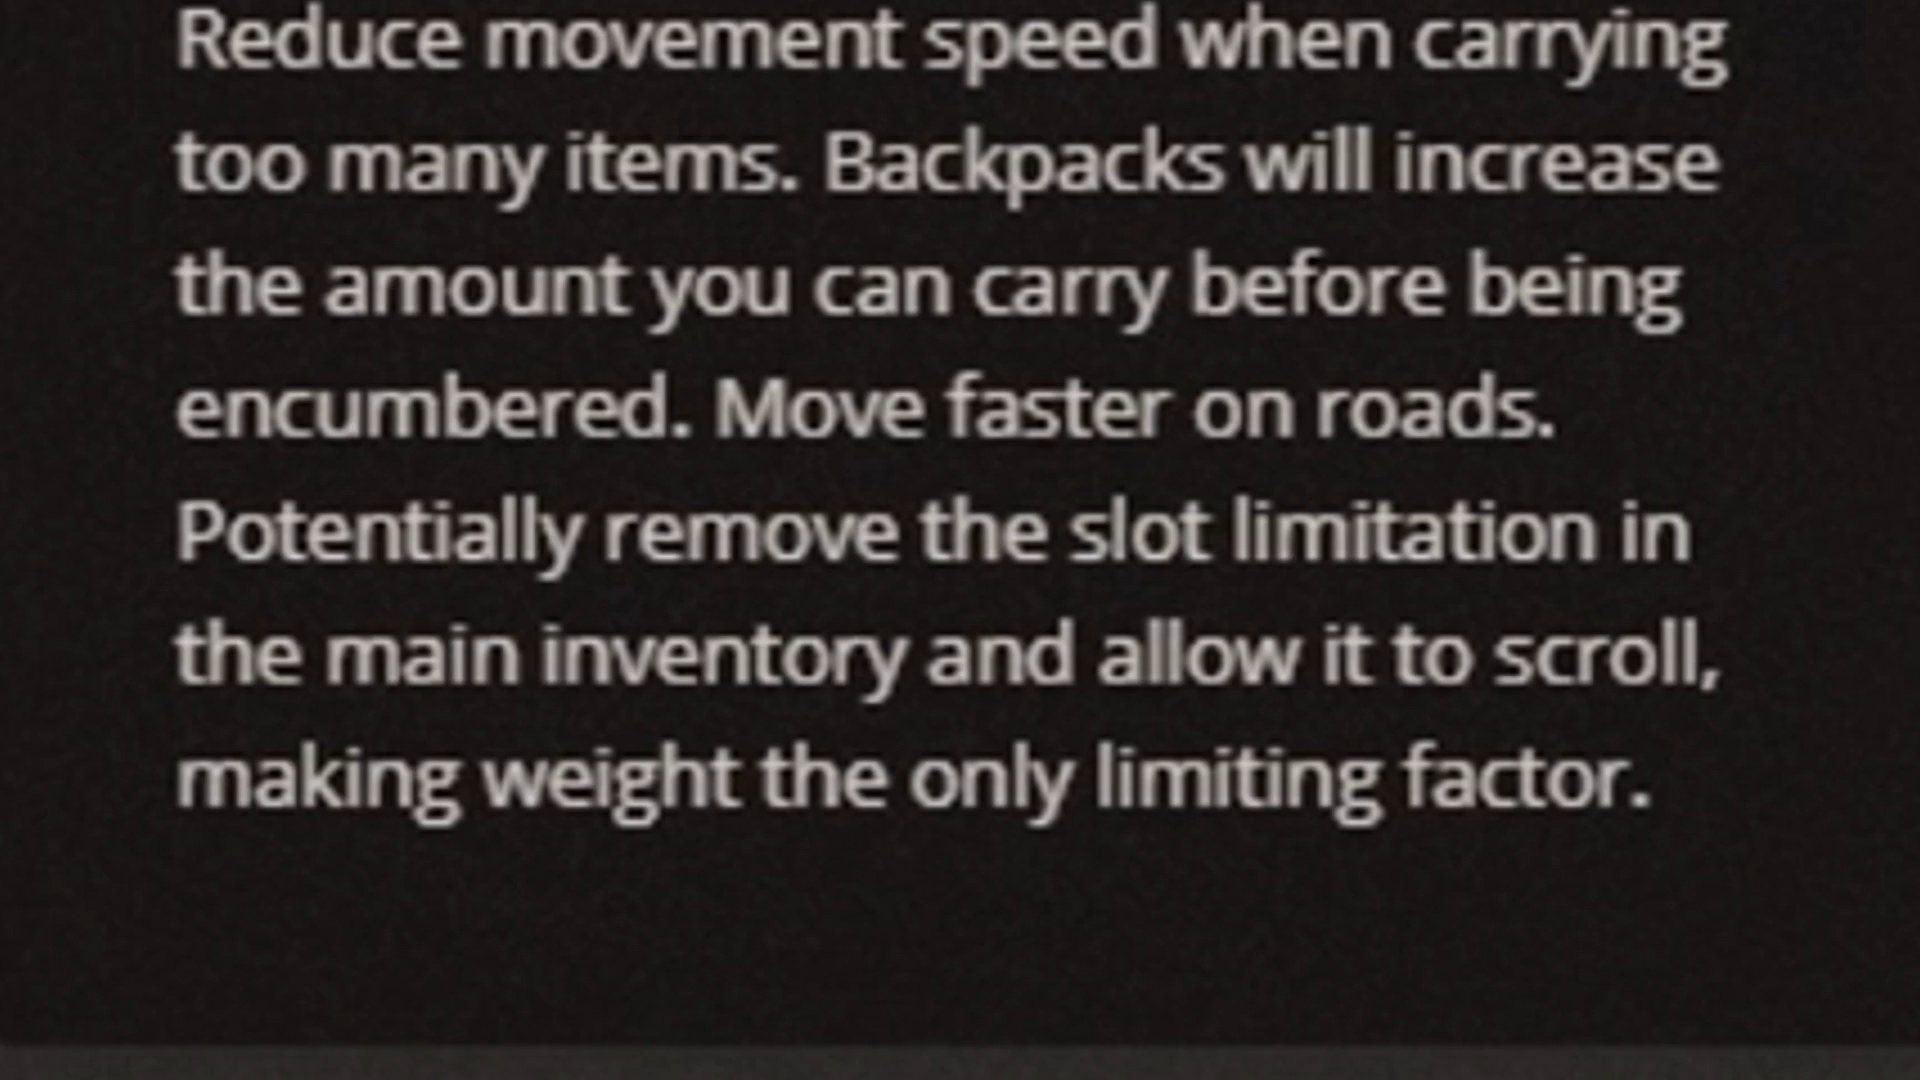 Reduce movement speed when carrying
too many items. Backpacks will increase
the amount you can carry before being
encumbered. Move faster on roads.
Potentially remove the slot limitation in
the main inventory and allow it to scroll,
making weight the only limiting factor.